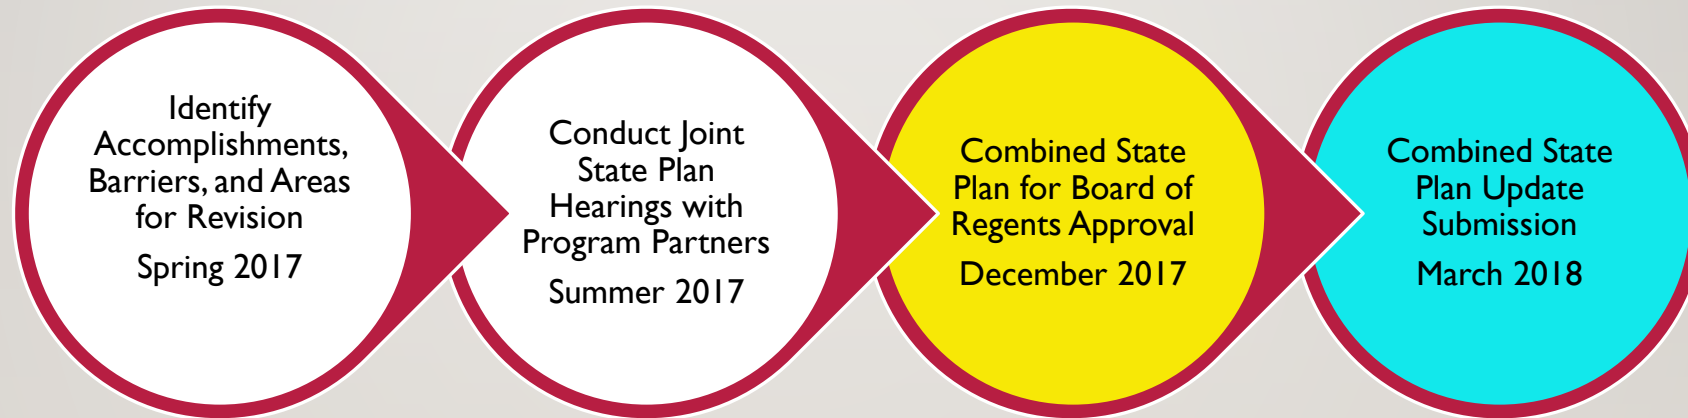 Identify
Accomplishments,
Barriers, and Areas
for Revision
Spring 2017
Conduct Joint
State Plan
Hearings with
Program Partners
Summer 2017
Combined State
Plan for Board of
Regents Approval
December 2017
Combined State
Plan Update
Submission
March 2018